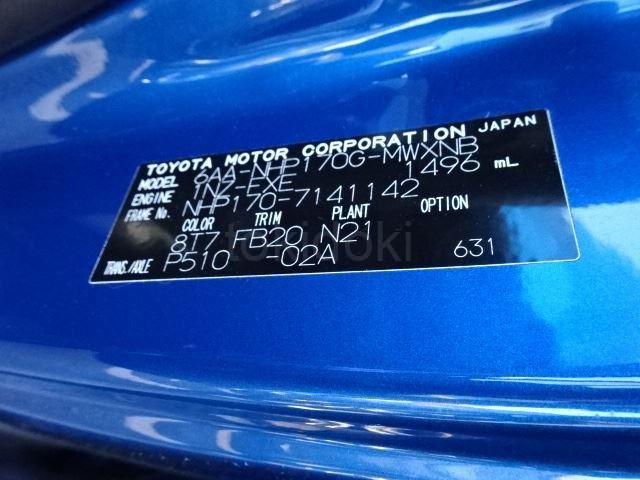 TOYOTA MOTOR CORPORATION JAPAN
MODEL 6AA-NHP170G-MWXNB
ENGINE 1NZ-EXE 1496 mL
FRAME No. NHP170-7141142
COLOR TRIM PLANT OPTION
8T7 FB20 N21
TRANS./AXLE P510 -02A 631